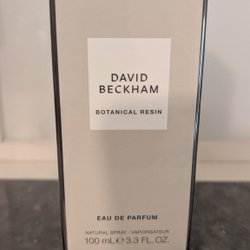 DAVID
BECKHAM
BOTANICAL RESIN
EAU DE PARFUM
NATURAL SPRAY - VAPORISATEUR
100 mL ℮ 3.3 FL. OZ.